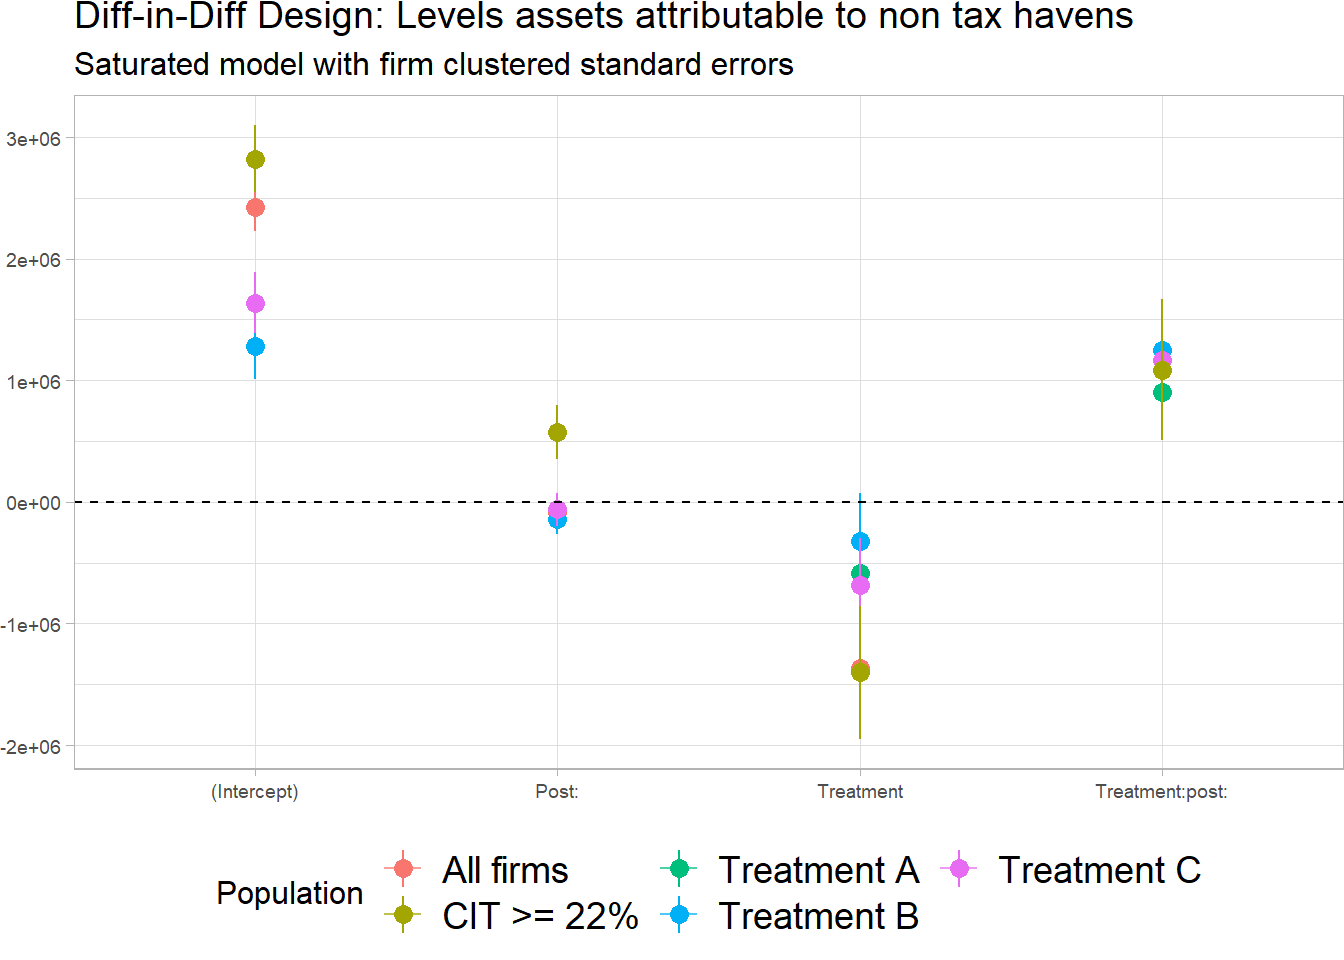 Diff-in-Diff Design: Levels assets attributable to non tax havens
Saturated model with firm clustered standard errors
3e+06
2e+06
1e+06
0e+00
-1e+06
-2e+06
(Intercept)
Post:
Treatment
Treatment:post:
Population
All firms
Treatment A
Treatment C
CIT >= 22%
Treatment B